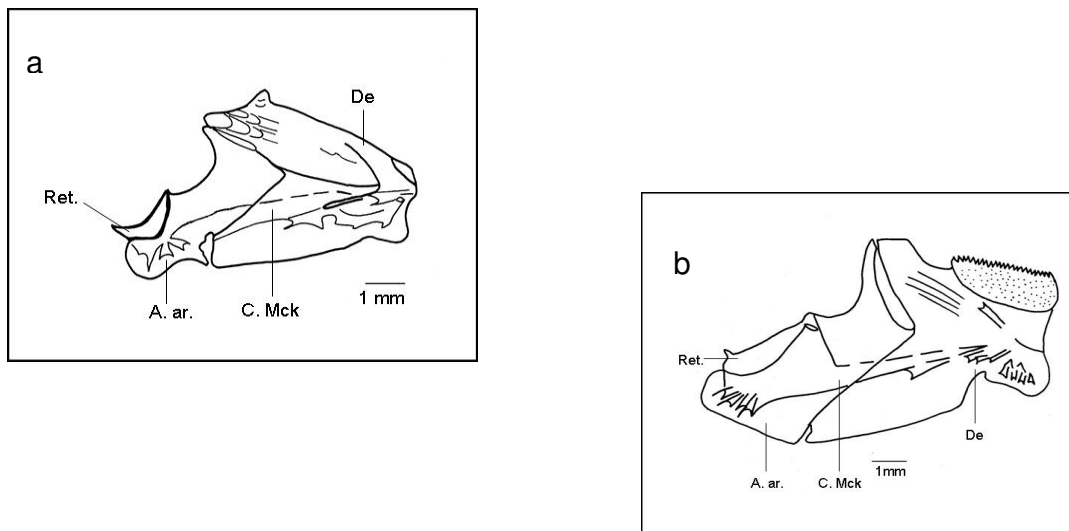 a
De
Ret.
A. ar. C. Mck
1 mm
b
Ret.
De
1mm
A. ar. C. Mck